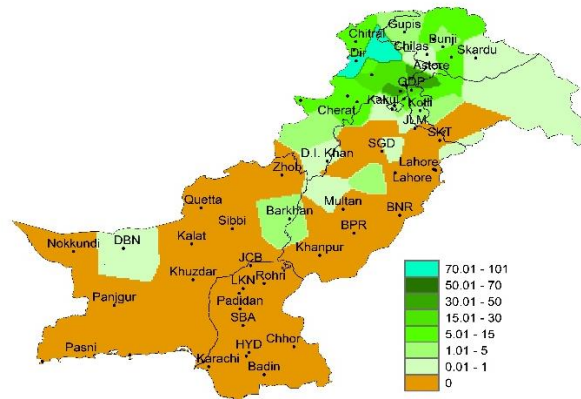 Gupis
Chitral
Bunji
Chilas
Skardu
Dir
Astore
GDP
Kakul
Kotli
Cherat
JLM
SKT
SGD
D.I. Khan
Lahore
Zhob
Lahore
Quetta
Multan
BNR
Barkhan
Sibbi
BPR
Nokkundi
DBN
Kalat
Khanpur
JCB
Khuzdar
LKN
Rohri
Panjgur
Padidan
SBA
Pasni
HYD
Chhor
Karachi
Badin
70.01 - 101
50.01 - 70
30.01 - 50
15.01 - 30
5.01 - 15
1.01 - 5
0.01 - 1
0